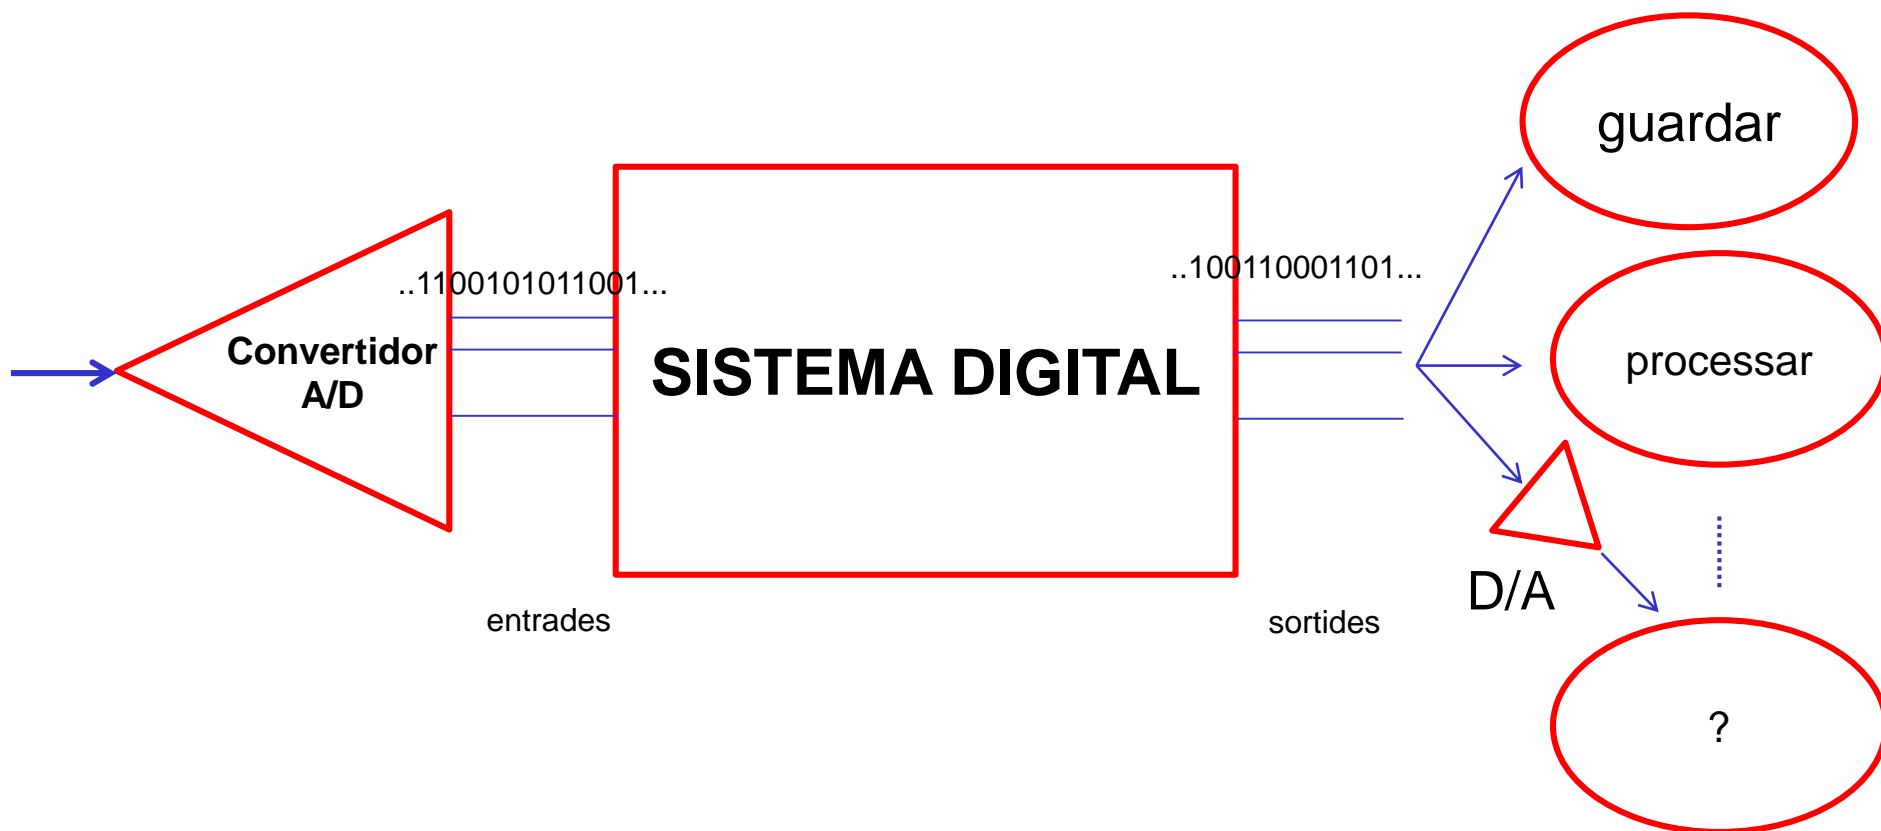 guardar
..1100101011001...
..100110001101...
Convertidor
A/D
SISTEMA DIGITAL
processar
D/A
entrades
sortides
?